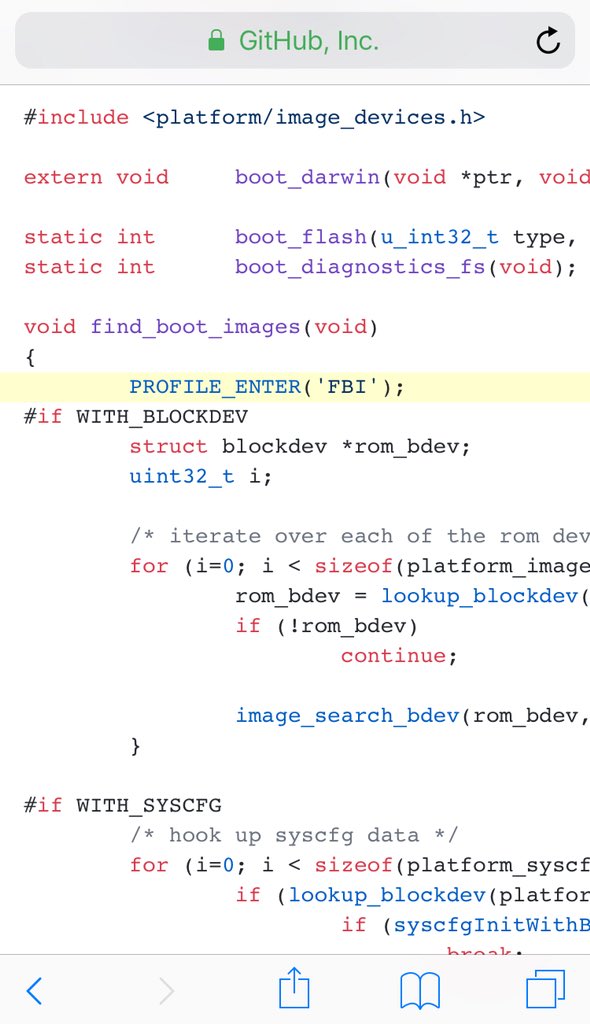 GitHub, Inc.
#include <platform/image_devices.h>
extern void boot_darwin(void *ptr, void
static int boot_flash(u_int32_t type,
static int boot_diagnostics_fs(void);
void find_boot_images(void)
{
PROFILE_ENTER('FBI');
#if WITH_BLOCKDEV
struct blockdev *rom_bdev;
uint32_t i;
/* iterate over each of the rom dev
for (i=0; i < sizeof(platform_image
rom_bdev = lookup_blockdev(
if (!rom_bdev)
continue;
image_search_bdev(rom_bdev,
}
#if WITH_SYSCFG
/* hook up syscfg data */
for (i=0; i < sizeof(platform_syscf
if (lookup_blockdev(platfor
if (syscfgInitWithB
break;